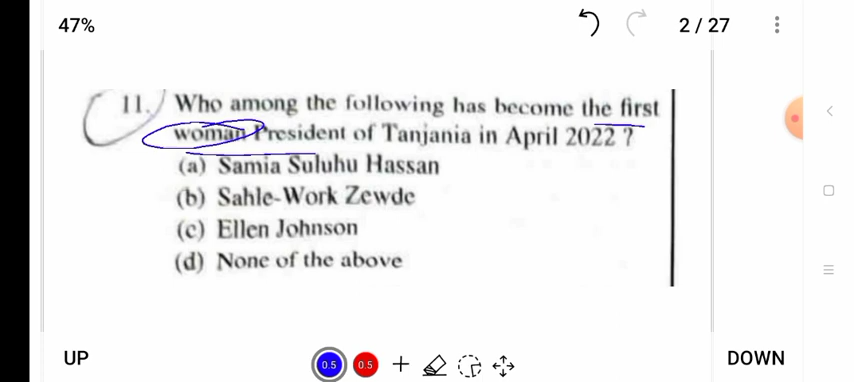 47%
2 / 27
11. Who among the following has become the first
woman President of Tanjania in April 2022 ?
(a) Samia Suluhu Hassan
(b) Sahle-Work Zewde
(c) Ellen Johnson
(d) None of the above
UP
0.5
0.5
DOWN